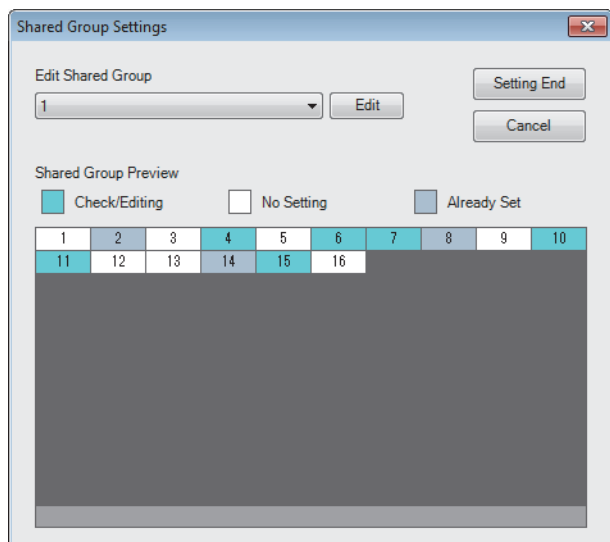 Shared Group Settings
Edit Shared Group
1
Edit
Setting End
Cancel
Shared Group Preview
Check/Editing No Setting Already Set
1 2 3 4 5 6 7 8 9 10
11 12 13 14 15 16